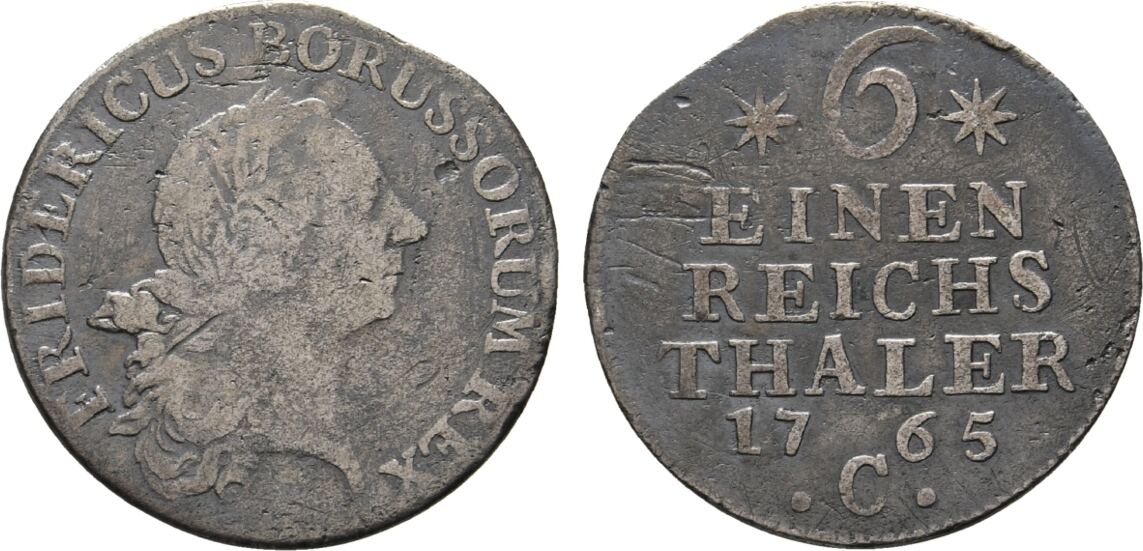 FRIDERICUS BORUSSORUM REX
6
EINEN
REICHS
THALER
1765
.C.